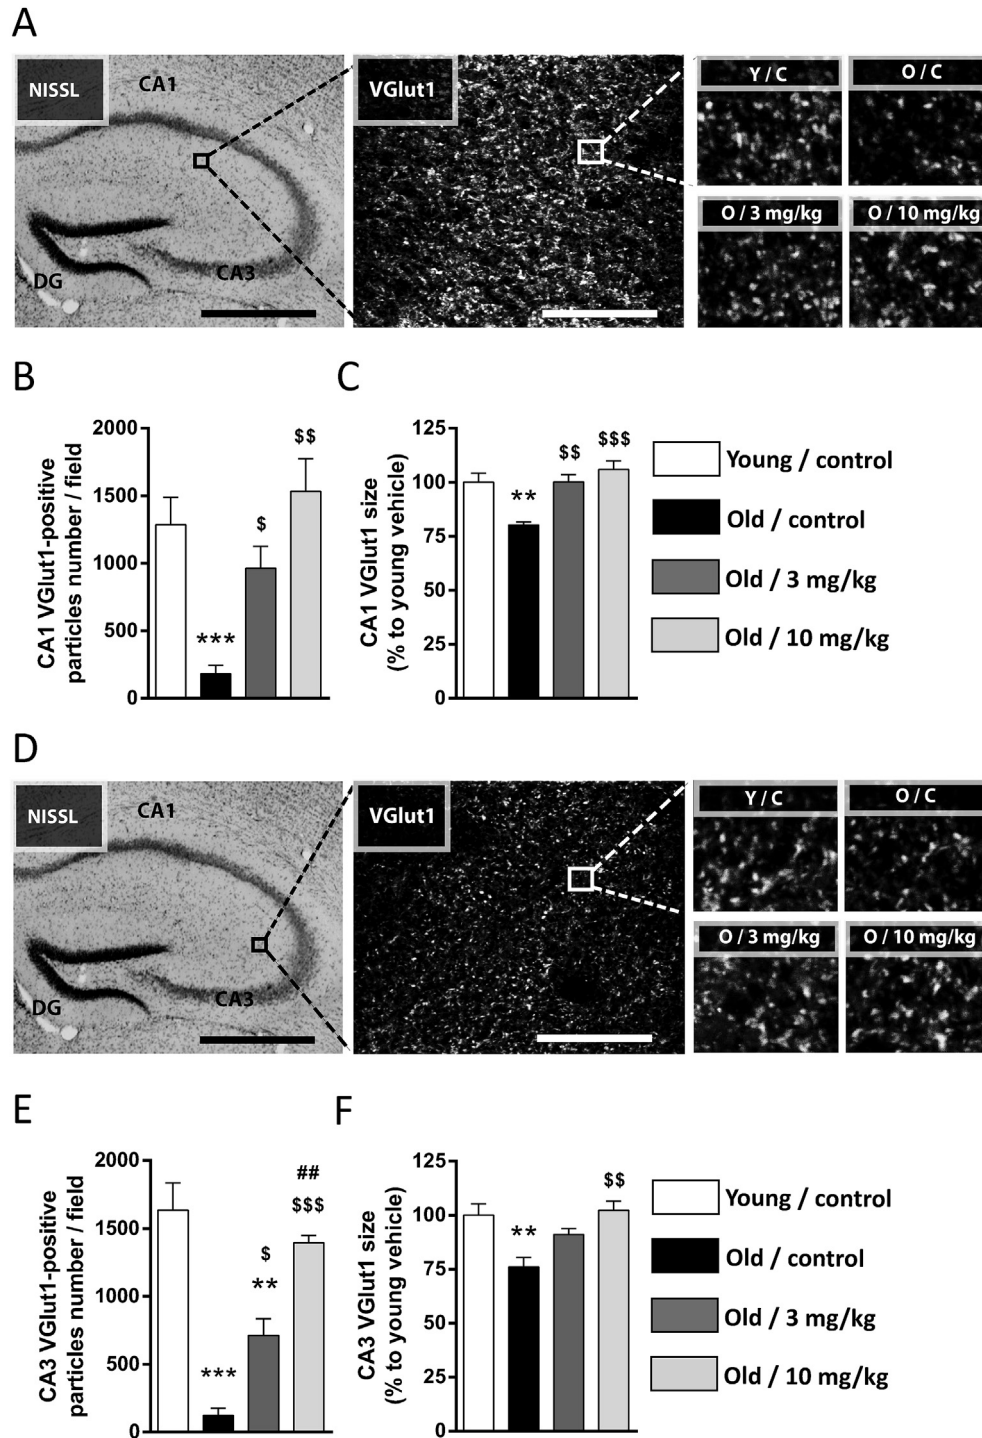 A
NISSL
CA1
CA3
DG
VGlut1
Y / C
O / C
O / 3 mg/kg
O / 10 mg/kg
B
CA1 VGlut1-positive
particles number / field
2000
1500
1000
500
0
***
$
$$
C
CA1 VGlut1 size
(% to young vehicle)
125
100
75
50
25
0
**
$$
$$$
Young / control
Old / control
Old / 3 mg/kg
Old / 10 mg/kg
D
NISSL
CA1
CA3
DG
VGlut1
Y / C
O / C
O / 3 mg/kg
O / 10 mg/kg
E
CA3 VGlut1-positive
particles number / field
2000
1500
1000
500
0
***
$
**
##
$$$
F
CA3 VGlut1 size
(% to young vehicle)
125
100
75
50
25
0
**
$$
Young / control
Old / control
Old / 3 mg/kg
Old / 10 mg/kg